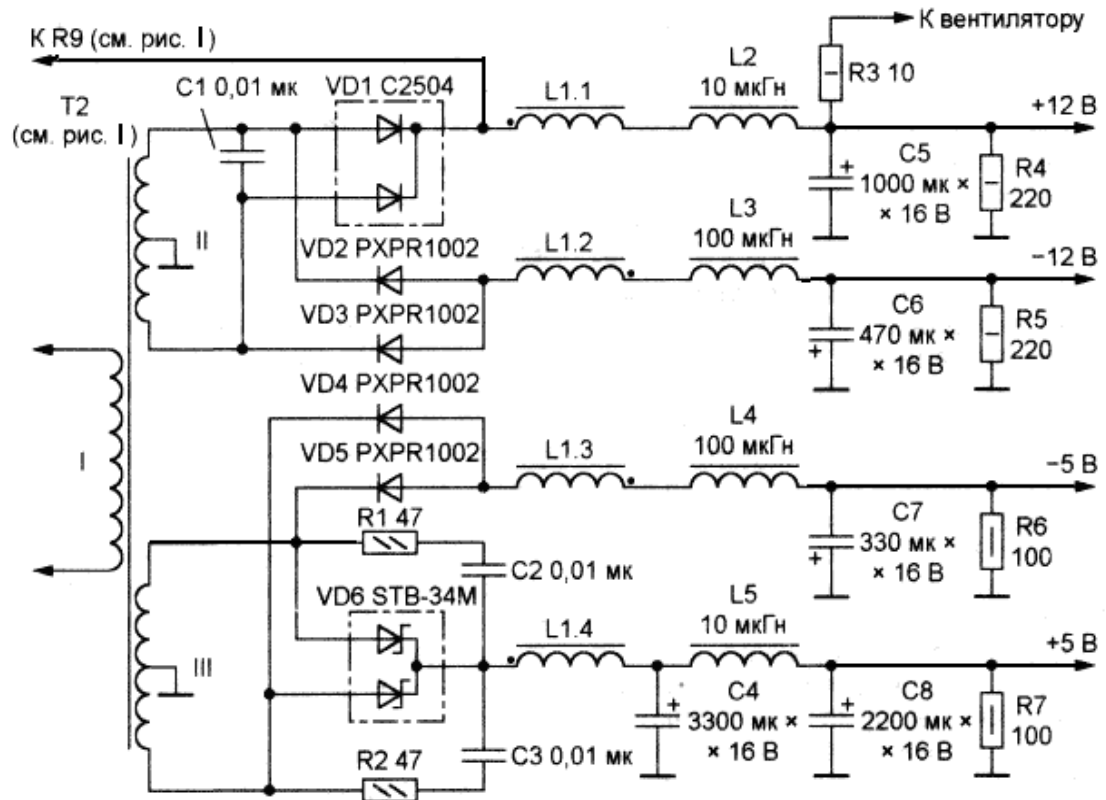 К вентилятору
К R9 (см. рис. I)
R3 10
C1 0,01 мк
VD1 C2504
L1.1
L2
10 мкГн
+12 В
T2
(см. рис. I)
C5
1000 мк ×
× 16 В
R4
220
II
VD2 PXPR1002
L1.2
L3
100 мкГн
−12 В
VD3 PXPR1002
C6
470 мк ×
× 16 В
R5
220
VD4 PXPR1002
I
VD5 PXPR1002
L1.3
L4
100 мкГн
−5 В
R1 47
C7
330 мк ×
× 16 В
R6
100
C2 0,01 мк
VD6 STB-34M
L1.4
L5
10 мкГн
+5 В
III
C4
3300 мк ×
× 16 В
C8
2200 мк ×
× 16 В
R7
100
R2 47
C3 0,01 мк